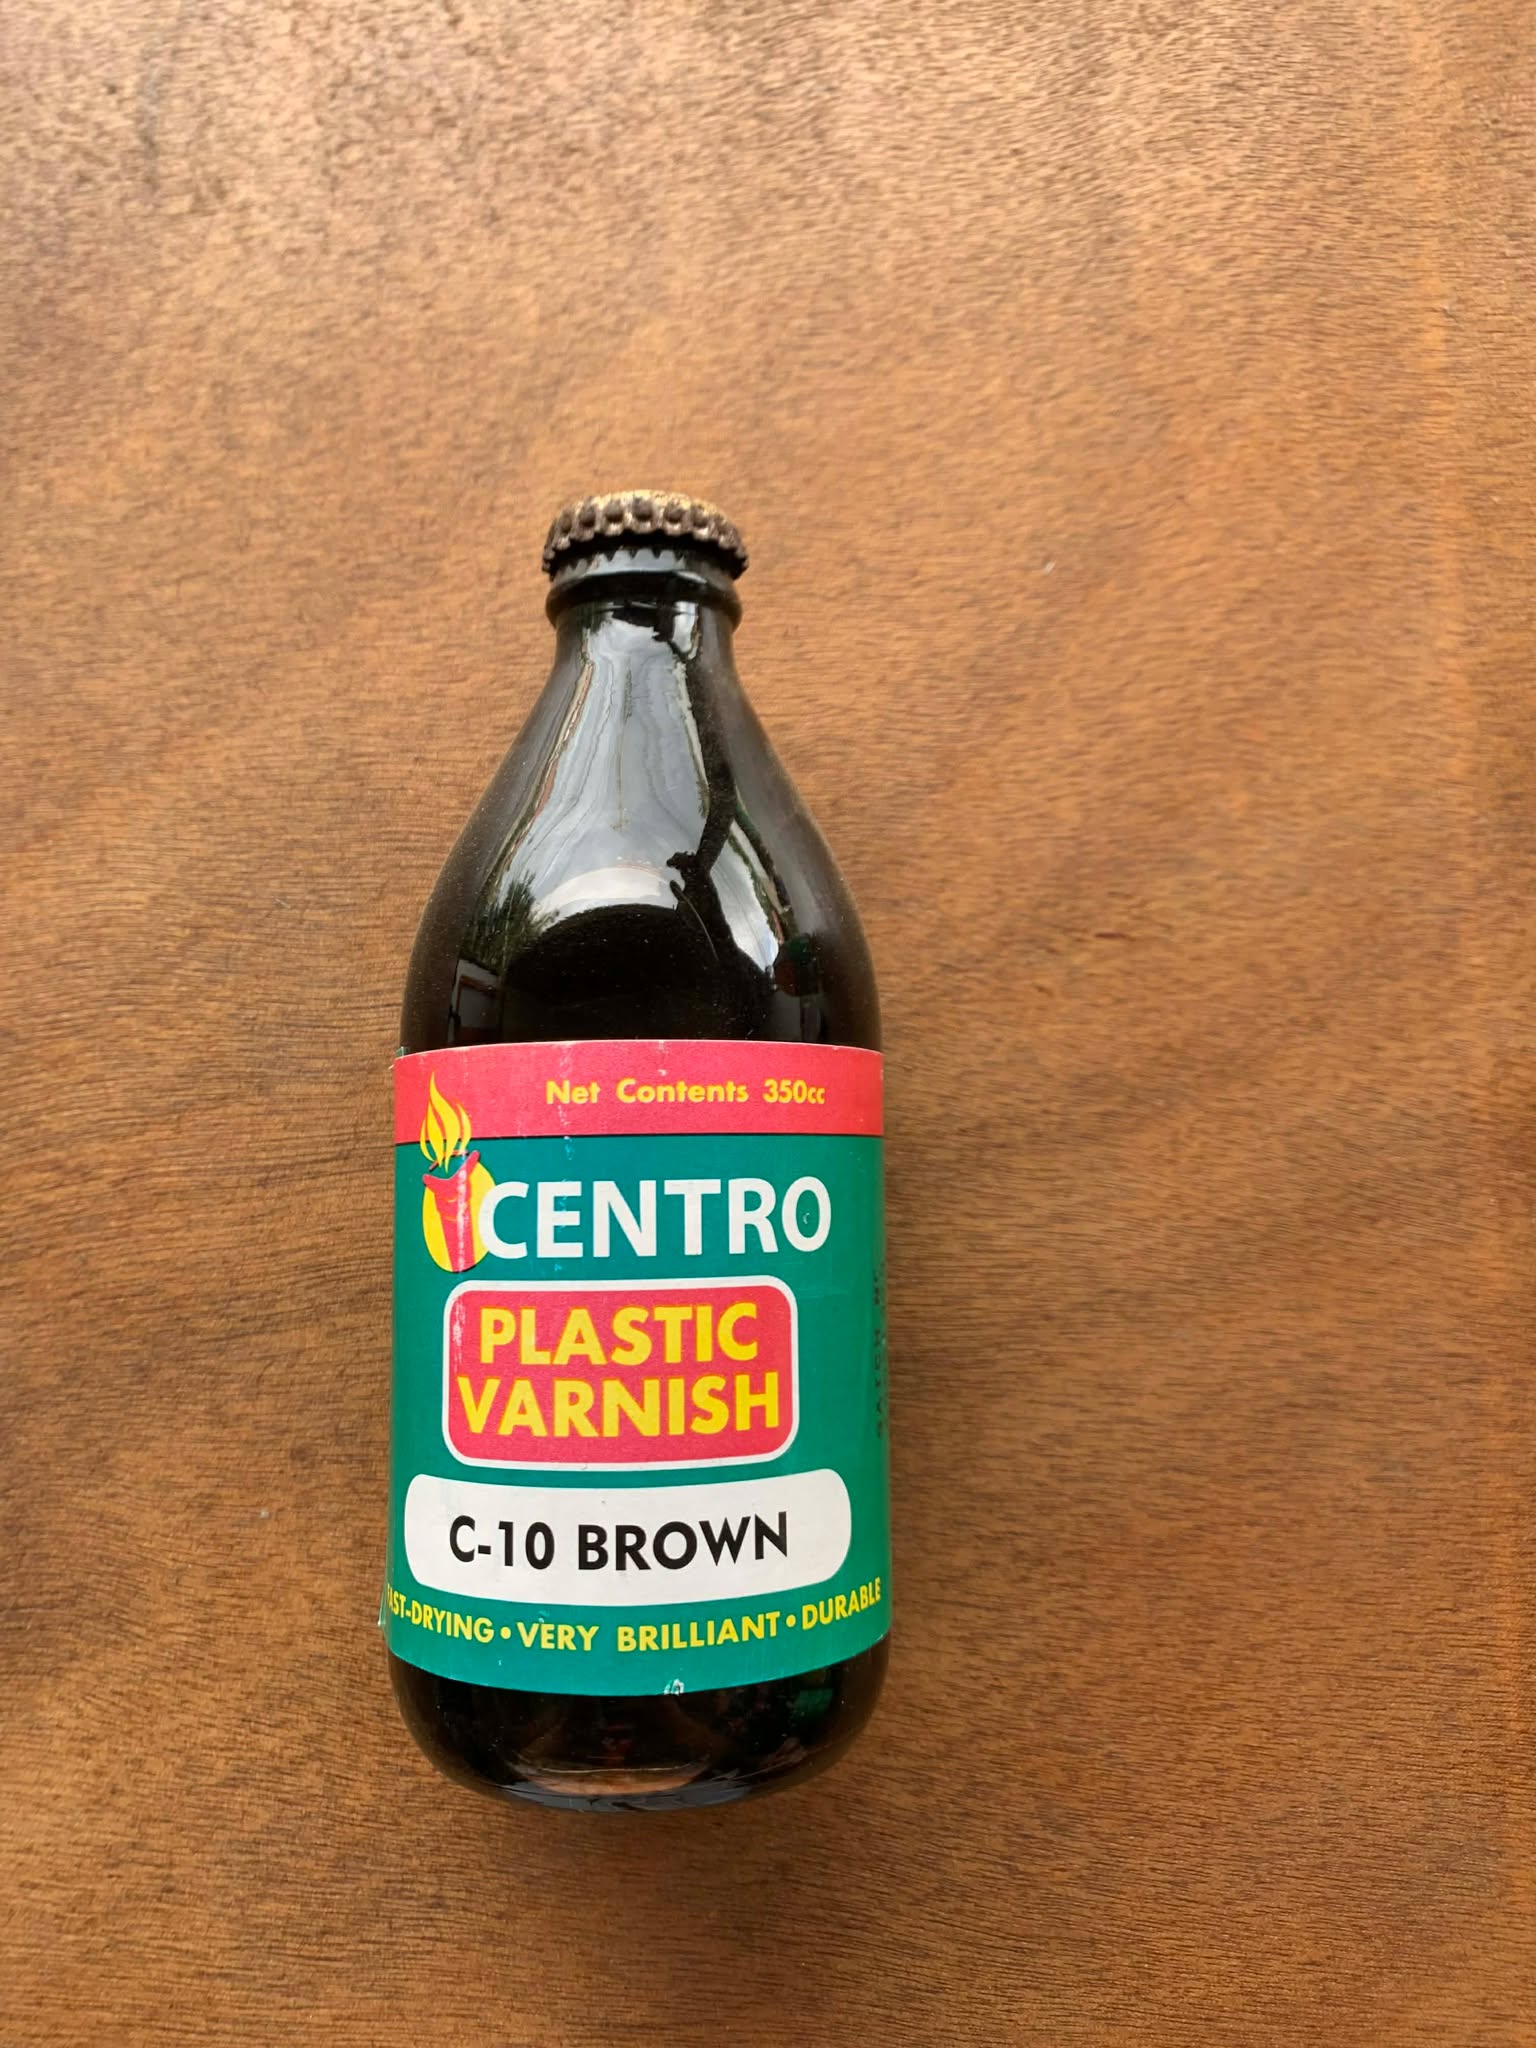 Net Contents 350cc
CENTRO
PLASTIC
VARNISH
C-10 BROWN
FAST-DRYING • VERY BRILLIANT • DURABLE